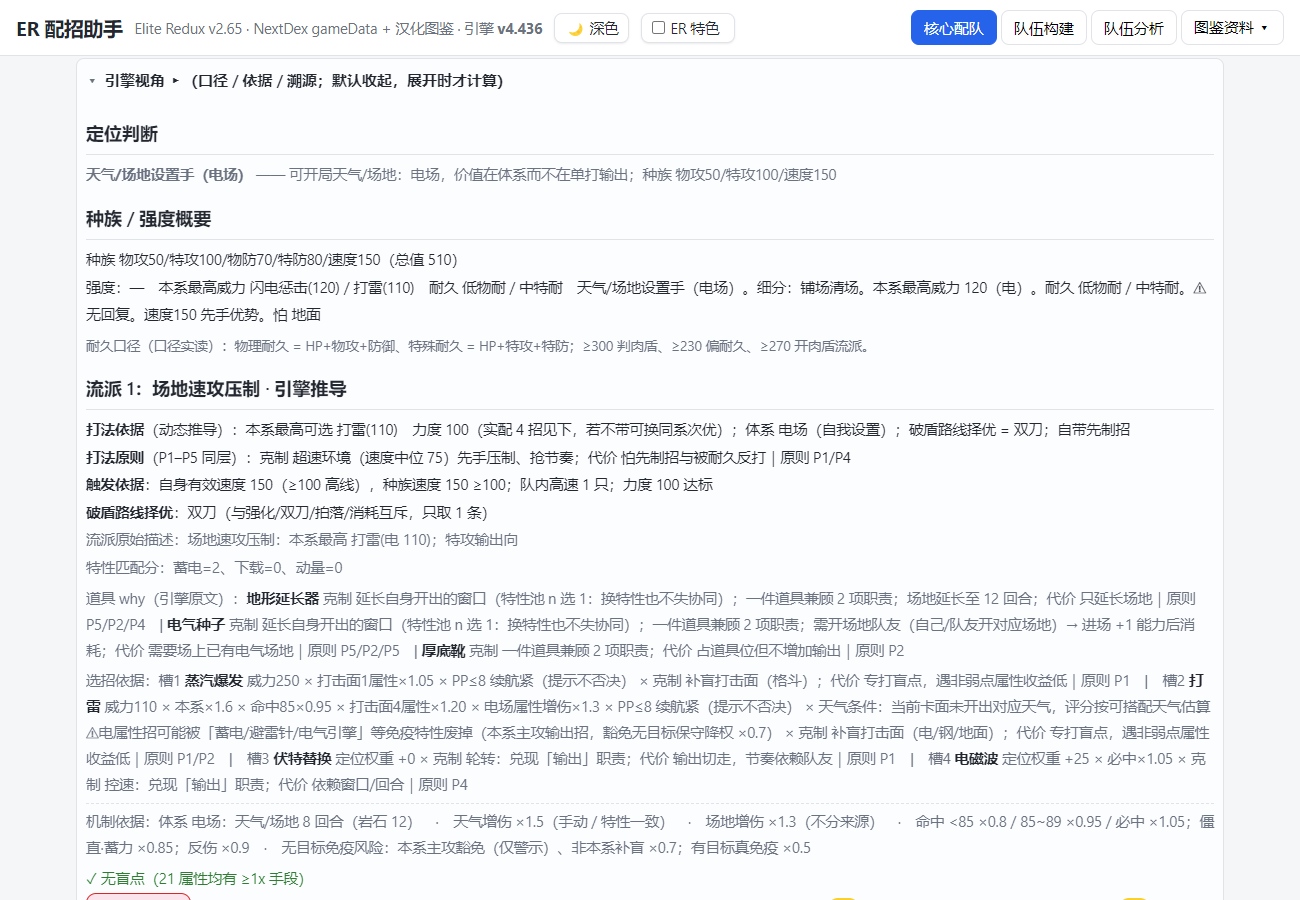 ER 配招助手 Elite Redux v2.65 · NextDex gameData + 汉化图鉴 · 引擎 v4.436 🌙 深色 ER 特色 核心配队 队伍构建 队伍分析 图鉴资料 ▾
▾ 引擎视角 ▸ (口径 / 依据 / 溯源；默认收起，展开时才计算)
定位判断
天气/场地设置手（电场） —— 可开局天气/场地：电场，价值在体系而不在单打输出；种族 物攻50/特攻100/速度150
种族 / 强度概要
种族 物攻50/特攻100/物防70/特防80/速度150（总值 510）
强度：— 本系最高威力 闪电惩击(120) / 打雷(110) 耐久 低物耐 / 中特耐 天气/场地设置手（电场）。细分：铺场清场。本系最高威力 120（电）。耐久 低物耐 / 中特耐。⚠
无回复。速度150 先手优势。怕 地面
耐久口径（口径实读）：物理耐久 = HP+物攻+防御、特殊耐久 = HP+特攻+特防；≥300 判肉盾、≥230 偏耐久、≥270 开肉盾流派。
流派 1：场地速攻压制 · 引擎推导
打法依据（动态推导）：本系最高可选 打雷(110) 力度 100（实配 4 招见下，若不带可换同系次优）；体系 电场（自我设置）；破盾路线择优 = 双刀；自带先制招
打法原则（P1–P5 同层）：克制 超速环境（速度中位 75）先手压制、抢节奏；代价 怕先制招与被耐久反打 | 原则 P1/P4
触发依据：自身有效速度 150（≥100 高线），种族速度 150 ≥100；队内高速 1 只；力度 100 达标
破盾路线择优：双刀（与强化/双刀/拍落/消耗互斥，只取 1 条）
流派原始描述：场地速攻压制：本系最高 打雷(电 110)；特攻输出向
特性匹配分：蓄电=2、下载=0、动量=0
道具 why（引擎原文）：地形延长器 克制 延长自身开出的窗口（特性池 n 选 1：换特性也不失协同）；一件道具兼顾 2 项职责；场地延长至 12 回合；代价 只延长场地 | 原则
P5/P2/P4 | 电气种子 克制 延长自身开出的窗口（特性池 n 选 1：换特性也不失协同）；一件道具兼顾 2 项职责；需开场地队友（自己/队友开对应场地）→ 进场 +1 能力后消
耗；代价 需要场上已有电气场地 | 原则 P5/P2/P5 | 厚底靴 克制 一件道具兼顾 2 项职责；代价 占道具位但不增加输出 | 原则 P2
选招依据：槽1 蒸汽爆发 威力250 × 打击面1属性×1.05 × PP≤8 续航紧（提示不否决） × 克制 补盲打击面（格斗）；代价 专打盲点，遇非弱点属性收益低 | 原则 P1 | 槽2 打
雷 威力110 × 本系×1.6 × 命中85×0.95 × 打击面4属性×1.20 × 电场属性增伤×1.3 × PP≤8 续航紧（提示不否决） × 天气条件：当前卡面未开出对应天气，评分按可搭配天气估算
⚠电属性招可能被「蓄电/避雷针/电气引擎」等免疫特性废掉（本系主攻输出招，豁免无目标保守降权 ×0.7） × 克制 补盲打击面（电/钢/地面）；代价 专打盲点，遇非弱点属性
收益低 | 原则 P1/P2 | 槽3 伏特替换 定位权重 +0 × 克制 轮转：兑现「输出」职责；代价 输出切走，节奏依赖队友 | 原则 P1 | 槽4 电磁波 定位权重 +25 × 必中×1.05 × 克
制 控速：兑现「输出」职责；代价 依赖窗口/回合 | 原则 P4
机制依据：体系 电场：天气/场地 8 回合（岩石 12） · 天气增伤 ×1.5（手动 / 特性一致） · 场地增伤 ×1.3（不分来源） · 命中 <85 ×0.8 / 85~89 ×0.95 / 必中 ×1.05；僵
直·蓄力 ×0.85；反伤 ×0.9 · 无目标免疫风险：本系主攻豁免（仅警示）、非本系补盲 ×0.7；有目标真免疫 ×0.5
✓ 无盲点（21 属性均有 ≥1x 手段）